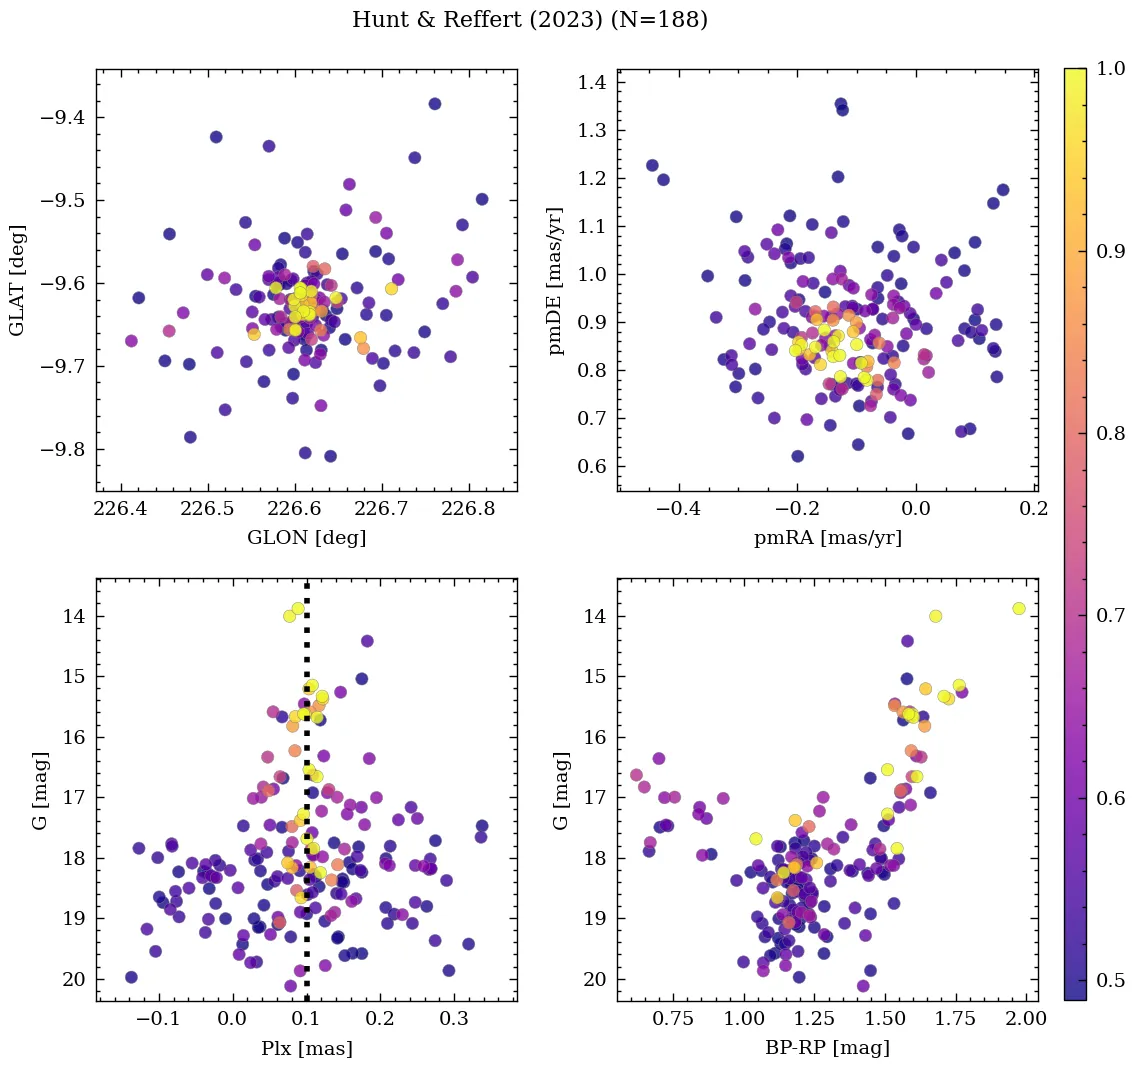 Hunt & Reffert (2023) (N=188)
−9.4
−9.5
−9.6
−9.7
−9.8
GLAT [deg]
226.4 226.5 226.6 226.7 226.8
GLON [deg]
1.4
1.3
1.2
1.1
1.0
0.9
0.8
0.7
0.6
pmDE [mas/yr]
−0.4 −0.2 0.0 0.2
pmRA [mas/yr]
14
15
16
17
18
19
20
G [mag]
−0.1 0.0 0.1 0.2 0.3
Plx [mas]
14
15
16
17
18
19
20
G [mag]
0.75 1.00 1.25 1.50 1.75 2.00
BP-RP [mag]
1.0
0.9
0.8
0.7
0.6
0.5